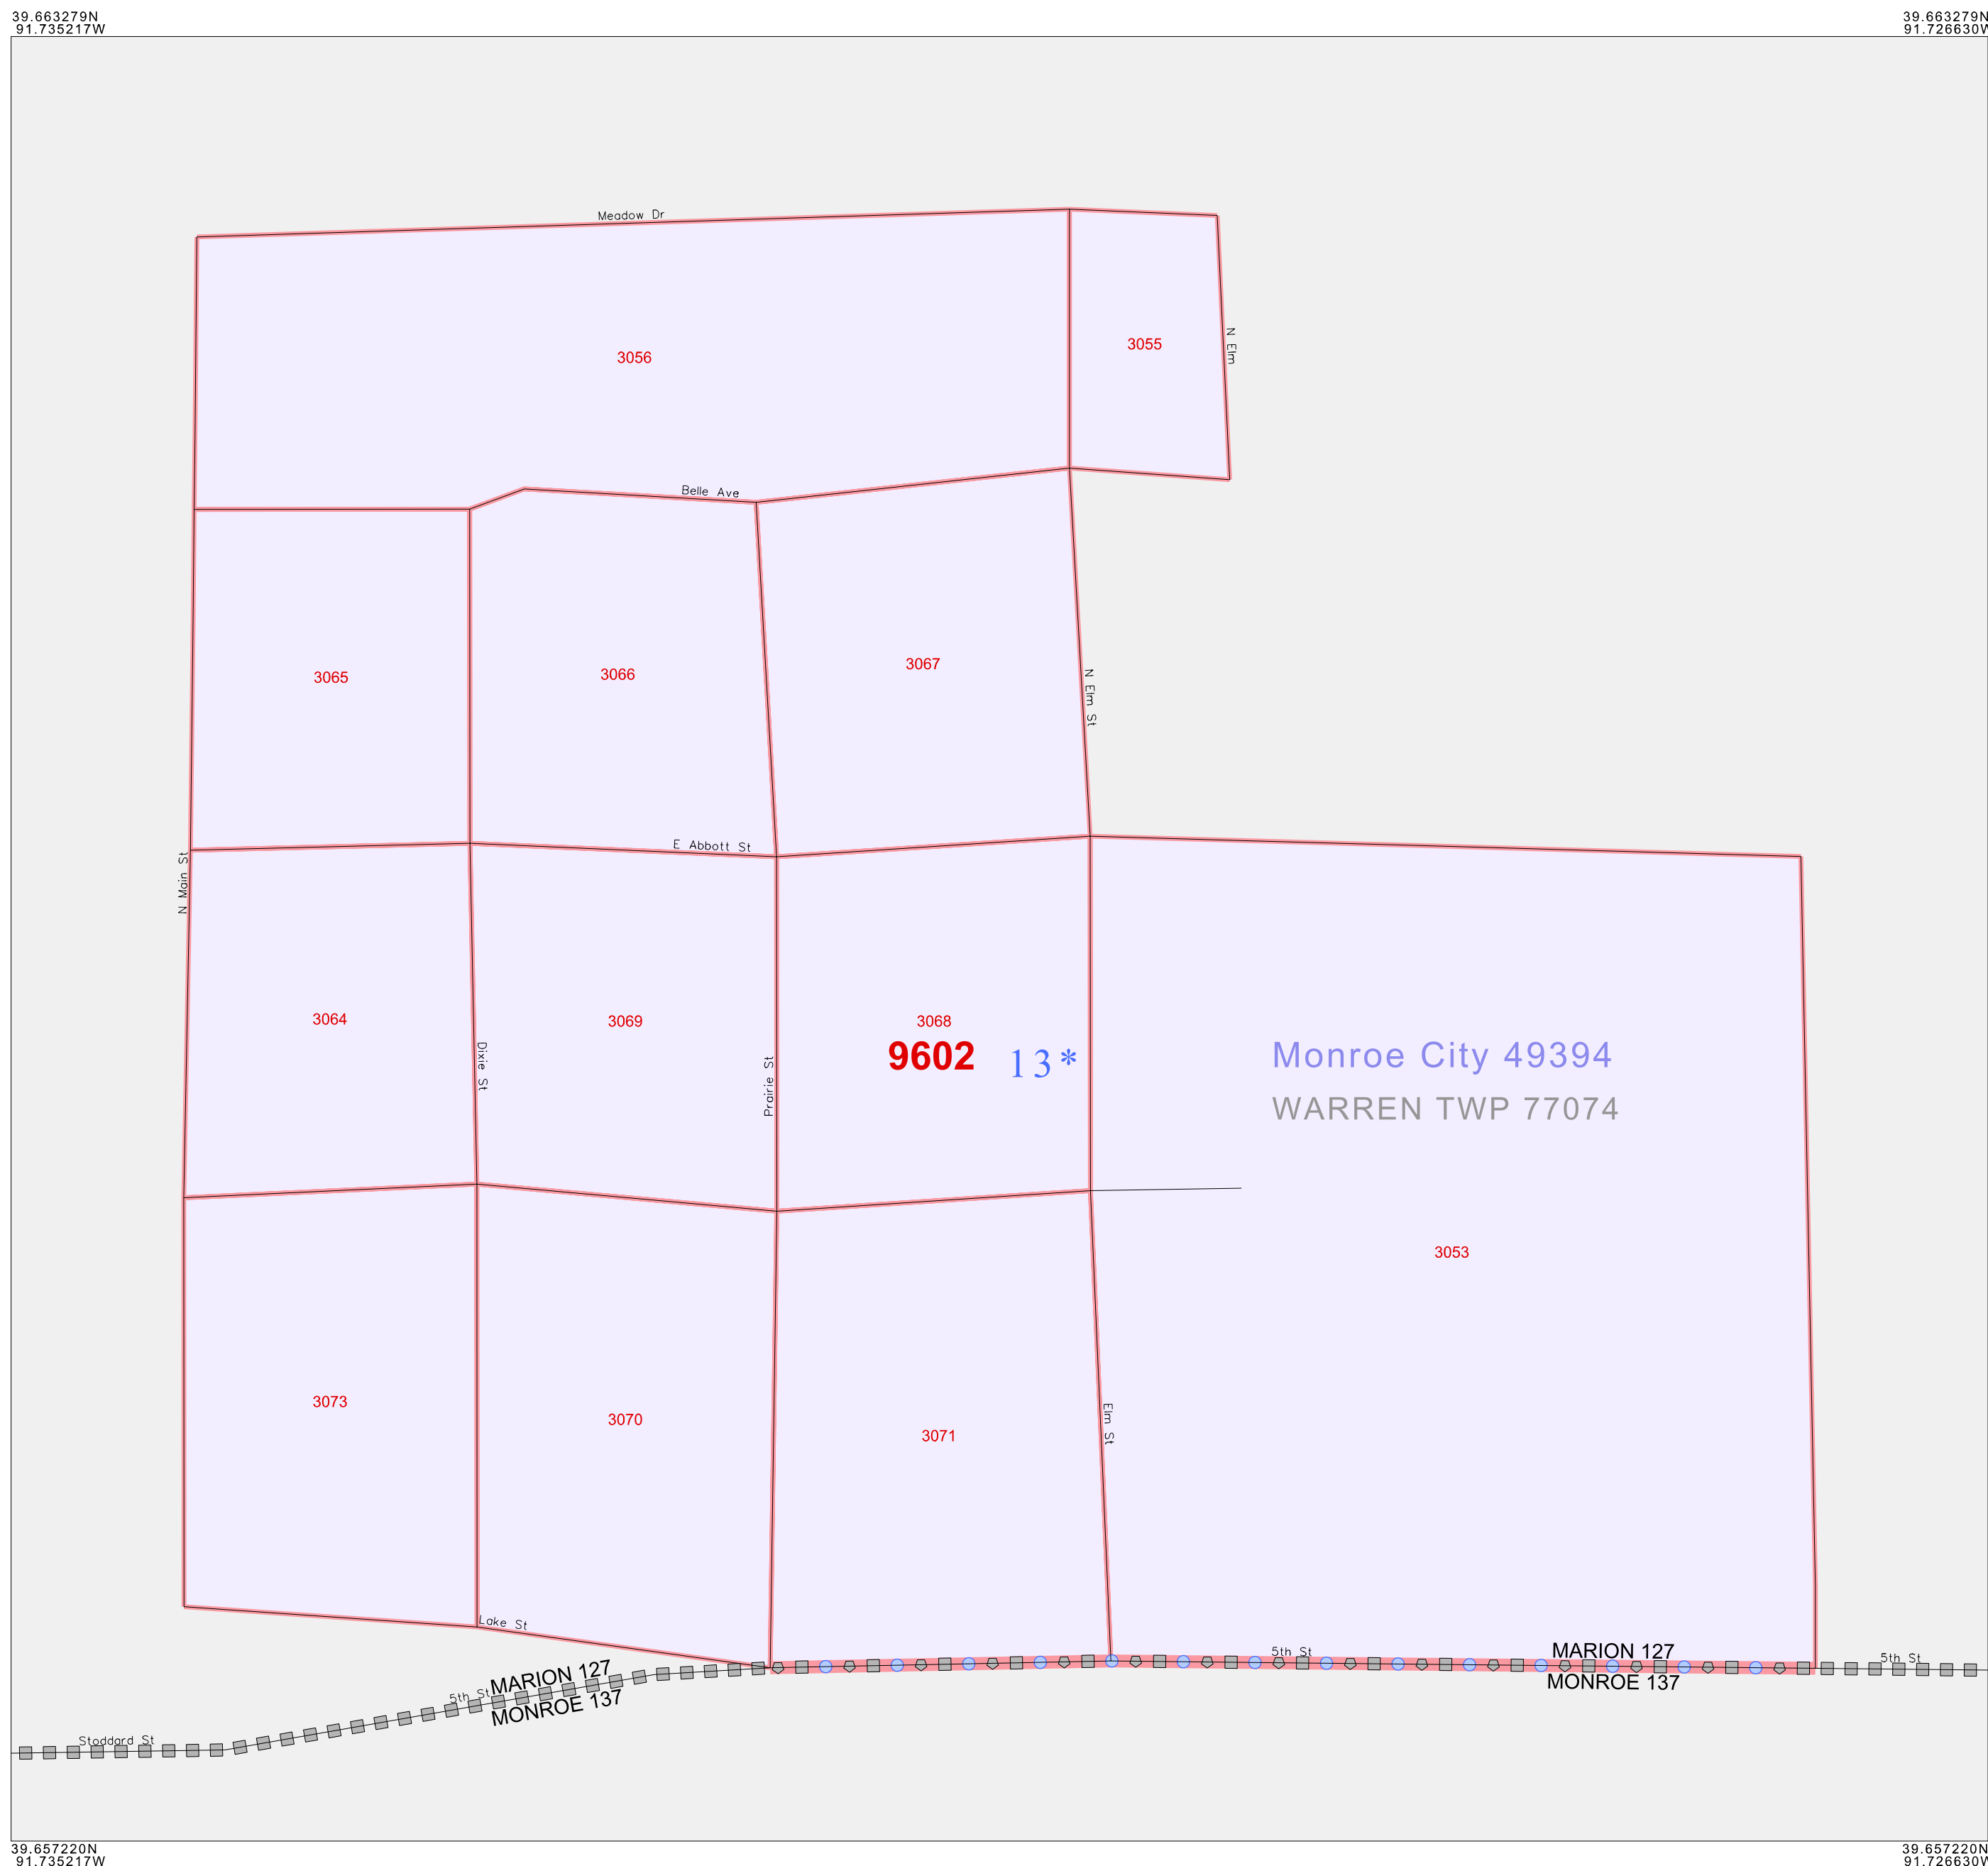 39.663279N
91.735217W
39.663279N
91.726630W
Meadow Dr
3056
3055
N Elm
Belle Ave
3065
3066
3067
N Elm St
E Abbott St
N Main St
3064
3069
3068
9602
13*
Monroe City 49394
WARREN TWP 77074
Dixie St
Prairie St
3053
3073
3070
3071
Elm St
Lake St
5th St
MARION 127
MONROE 137
5th St
5th St
MARION 127
MONROE 137
Stoddard St
39.657220N
91.735217W
39.657220N
91.726630W